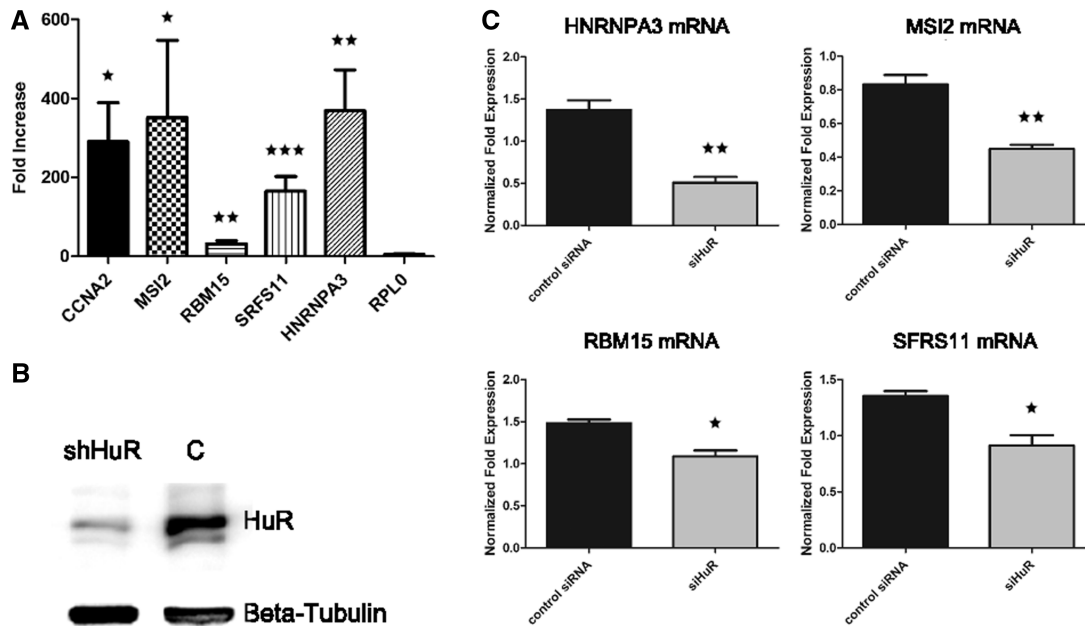 A
Fold Increase
600
400
200
0
★
★
★★
★★★
★★
CCNA2
MSI2
RBM15
SRFS11
HNRNPA3
RPL0
B
shHuR C
HuR
Beta-Tubulin
C
HNRNPA3 mRNA
Normalized Fold Expression
2.0
1.5
1.0
0.5
0.0
★★
control siRNA
siHuR
MSI2 mRNA
Normalized Fold Expression
1.0
0.8
0.6
0.4
0.2
0.0
★★
control siRNA
siHuR
RBM15 mRNA
Normalized Fold Expression
2.0
1.5
1.0
0.5
0.0
★
control siRNA
siHuR
SFRS11 mRNA
Normalized Fold Expression
1.5
1.0
0.5
0.0
★
control siRNA
siHuR